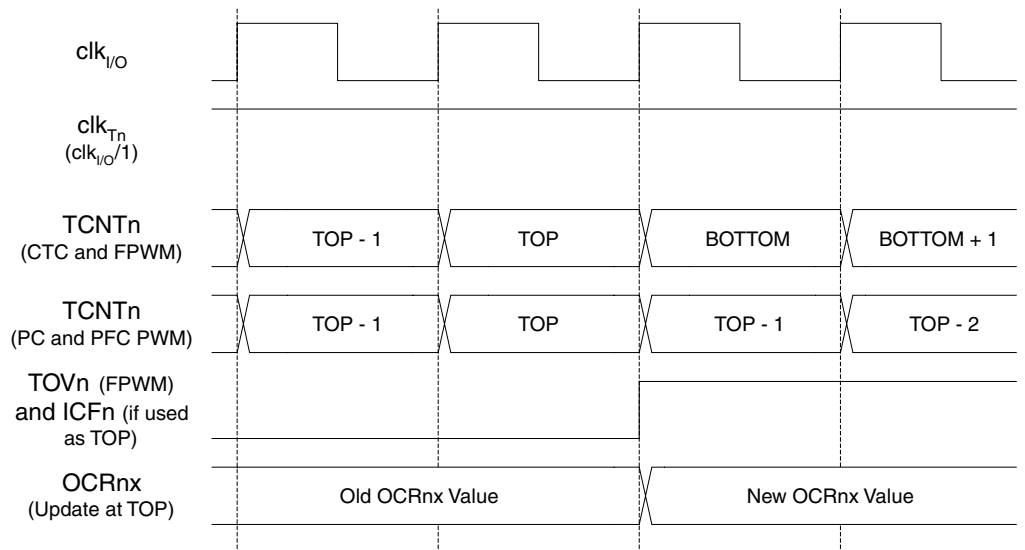 clkI/O
clkTn
(clkI/O/1)
TCNTn
(CTC and FPWM)
TOP - 1 TOP BOTTOM BOTTOM + 1
TCNTn
(PC and PFC PWM)
TOP - 1 TOP TOP - 1 TOP - 2
TOVn (FPWM)
and ICFn (if used
as TOP)
OCRnx
(Update at TOP)
Old OCRnx Value New OCRnx Value